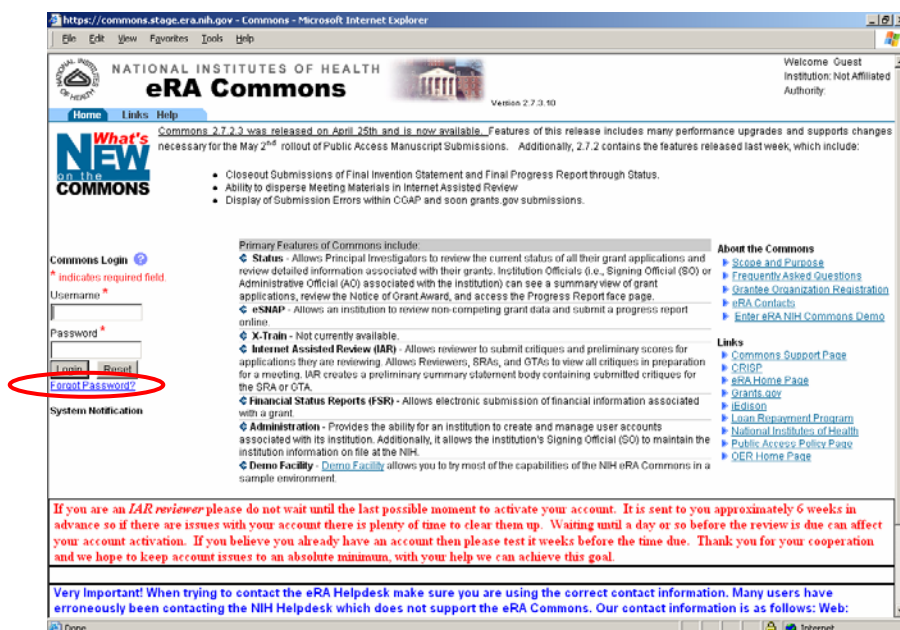 https://commons.stage.era.nih.gov - Commons - Microsoft Internet Explorer
File Edit View Favorites Tools Help
NATIONAL INSTITUTES OF HEALTH
eRA Commons
Version 2.7.3.10
Welcome Guest
Institution: Not Affiliated
Authority:
Home Links Help
What's
NEW
on the
COMMONS
Commons 2.7.2.3 was released on April 25th and is now available. Features of this release includes many performance upgrades and supports changes
necessary for the May 2nd rollout of Public Access Manuscript Submissions. Additionally, 2.7.2 contains the features released last week, which include:
• Closeout Submissions of Final Invention Statement and Final Progress Report through Status.
• Ability to disperse Meeting Materials in Internet Assisted Review
• Display of Submission Errors within CGAP and soon grants.gov submissions.
Commons Login ?
* indicates required field.
Username *
Password *
Login Reset
Forgot Password?
System Notification
Primary Features of Commons include:
Status - Allows Principal Investigators to review the current status of all their grant applications and
review detailed information associated with their grants. Institution Officials (i.e., Signing Official (SO) or
Administrative Official (AO) associated with the institution) can see a summary view of grant
applications, review the Notice of Grant Award, and access the Progress Report face page.
eSNAP - Allows an institution to review non-competing grant data and submit a progress report
online.
X-Train - Not currently available.
Internet Assisted Review (IAR) - Allows reviewer to submit critiques and preliminary scores for
applications they are reviewing. Allows Reviewers, SRAs, and GTAs to view all critiques in preparation
for a meeting. IAR creates a preliminary summary statement body containing submitted critiques for
the SRA or GTA.
Financial Status Reports (FSR) - Allows electronic submission of financial information associated
with a grant.
Administration - Provides the ability for an institution to create and manage user accounts
associated with its institution. Additionally, it allows the institution's Signing Official (SO) to maintain the
institution information on file at the NIH.
Demo Facility - Demo Facility allows you to try most of the capabilities of the NIH eRA Commons in a
sample environment.
About the Commons
Scope and Purpose
Frequently Asked Questions
Grantee Organization Registration
eRA Contacts
Enter eRA NIH Commons Demo
Links
Commons Support Page
CRISP
eRA Home Page
Grants.gov
iEdison
Loan Repayment Program
National Institutes of Health
Public Access Policy Page
OER Home Page
If you are an IAR reviewer please do not wait until the last possible moment to activate your account. It is sent to you approximately 6 weeks in
advance so if there are issues with your account there is plenty of time to clear them up. Waiting until a day or so before the review is due can affect
your account activation. If you believe you already have an account then please test it weeks before the time due. Thank you for your cooperation
and we hope to keep account issues to an absolute minimum, with your help we can achieve this goal.
Very Important! When trying to contact the eRA Helpdesk make sure you are using the correct contact information. Many users have
erroneously been contacting the NIH Helpdesk which does not support the eRA Commons. Our contact information is as follows: Web:
Done
Internet